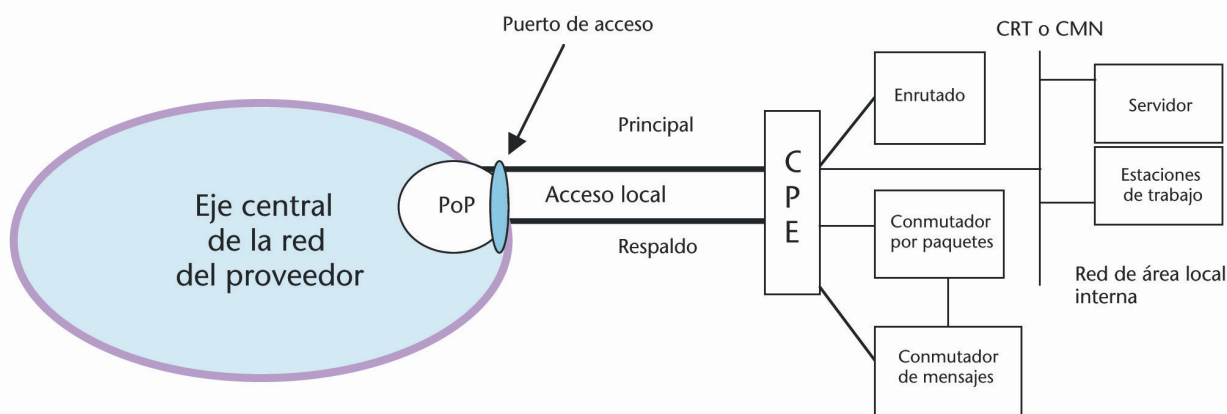 Puerto de acceso
CRT o CMN
Enrutado
Servidor
Principal
C
P
E
Eje central
de la red
del proveedor
PoP
Acceso local
Estaciones
de trabajo
Respaldo
Conmutador
por paquetes
Red de área local
interna
Conmutador
de mensajes